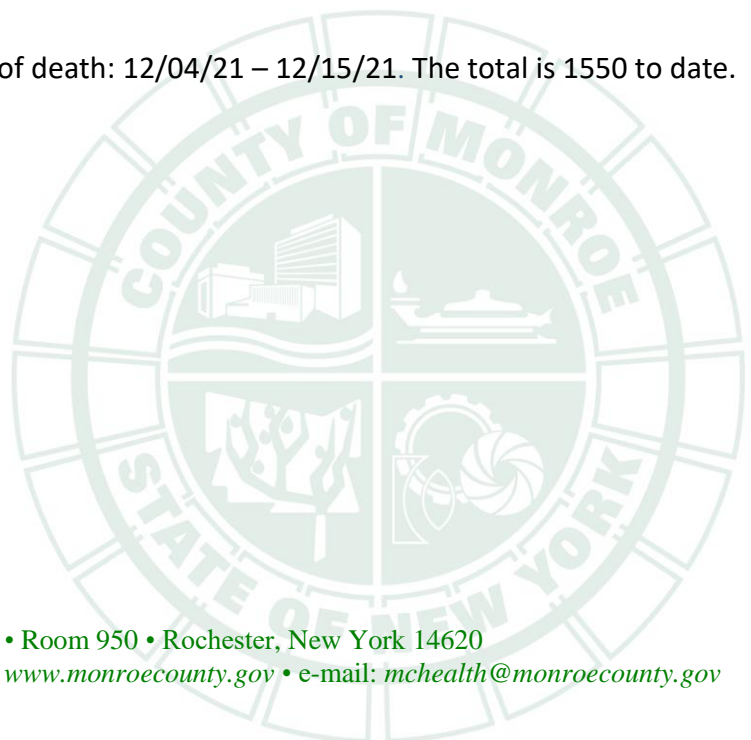 of death: 12/04/21 – 12/15/21. The total is 1550 to date.
COUNTY OF MONROE
STATE OF NEW YORK
• Room 950 • Rochester, New York 14620
www.monroecounty.gov • e-mail: mchealth@monroecounty.gov